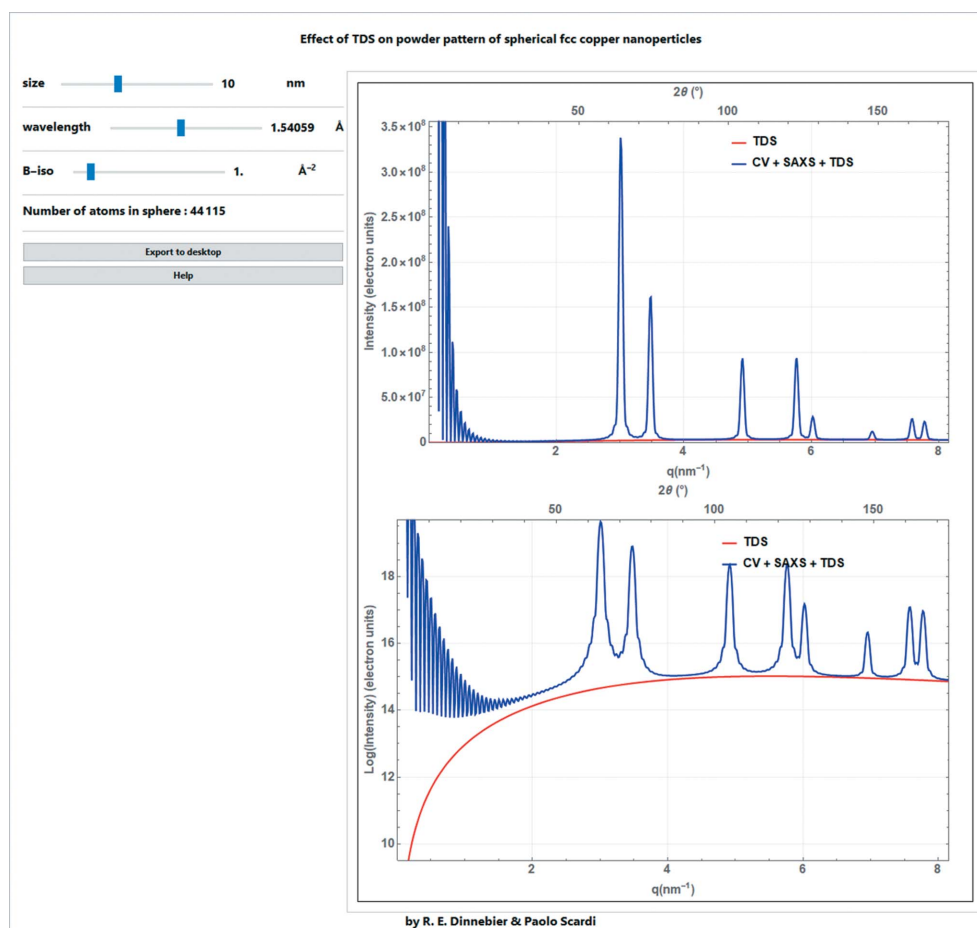 Effect of TDS on powder pattern of spherical fcc copper nanoperticles
size 10 nm
wavelength 1.54059 Å
B–iso 1. Å⁻²
Number of atoms in sphere : 44 115
Export to desktop
Help
2θ (°)
50 100 150
3.5×10⁸
3.0×10⁸
2.5×10⁸
2.0×10⁸
1.5×10⁸
1.0×10⁸
5.0×10⁷
0
Intensity (electron units)
TDS
CV + SAXS + TDS
2 4 6 8
q(nm⁻¹)
2θ (°)
50 100 150
18
16
14
12
10
Log(Intensity) (electron units)
TDS
CV + SAXS + TDS
2 4 6 8
q(nm⁻¹)
by R. E. Dinnebier & Paolo Scardi